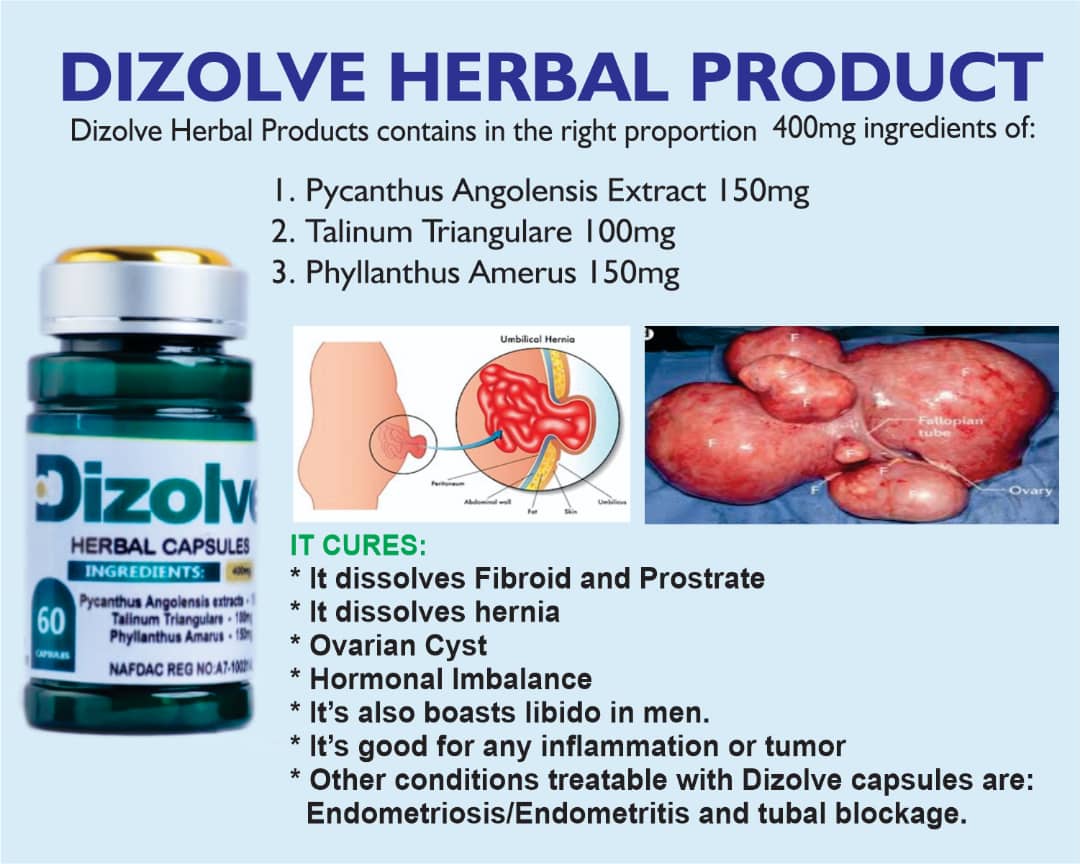 DIZOLVE HERBAL PRODUCT
Dizolve Herbal Products contains in the right proportion 400mg ingredients of:
1. Pycanthus Angolensis Extract 150mg
2. Talinum Triangulare 100mg
3. Phyllanthus Amerus 150mg
Umbilical Hernia
Peritoneum
Abdominal wall
Fat
Skin
Umbilicus
F
F
F
Fallopian
tube
F
F
F
F
Ovary
Dizolve
HERBAL CAPSULES
INGREDIENTS:
400mg
60
CAPSULES
Pycanthus Angolensis extracts -
Talinum Triangulare -
Phyllanthus Amarus -
NAFDAC REG NO:
IT CURES:
* It dissolves Fibroid and Prostrate
* It dissolves hernia
* Ovarian Cyst
* Hormonal Imbalance
* It's also boasts libido in men.
* It's good for any inflammation or tumor
* Other conditions treatable with Dizolve capsules are:
Endometriosis/Endometritis and tubal blockage.